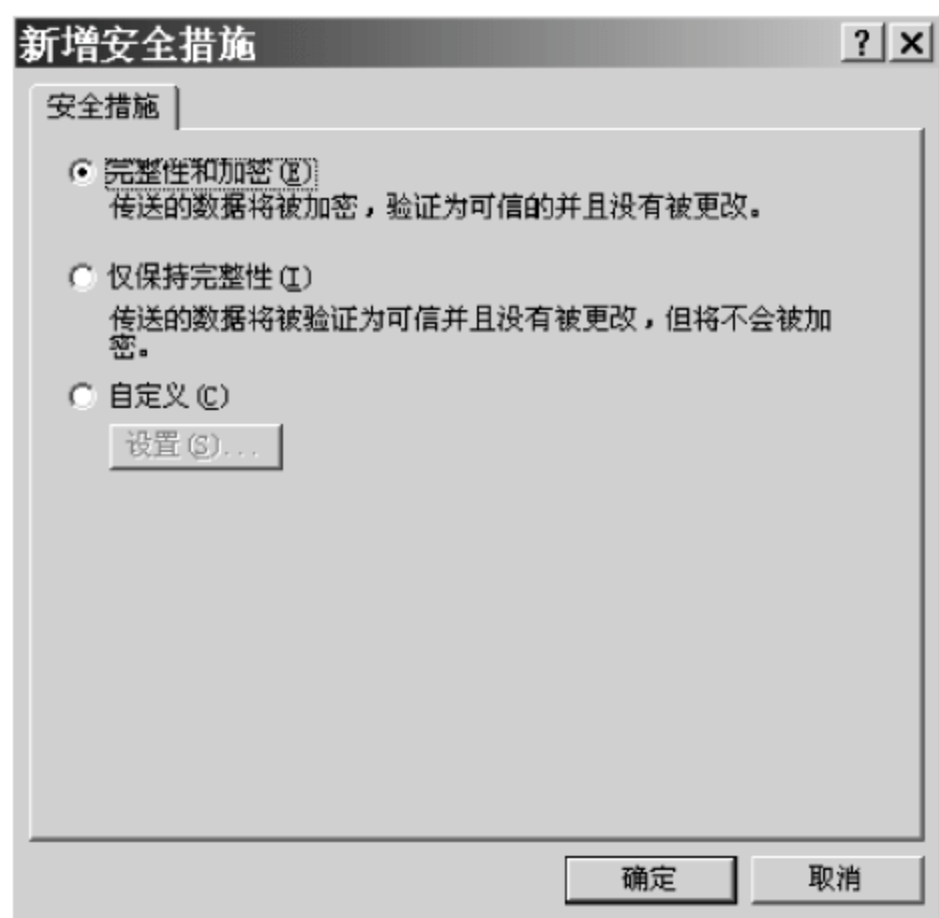 新增安全措施
安全措施
完整性和加密(E)
传送的数据将被加密，验证为可信的并且没有被更改。
仅保持完整性(I)
传送的数据将被验证为可信并且没有被更改，但将不会被加
密。
自定义(C)
设置(S)...
确定 取消